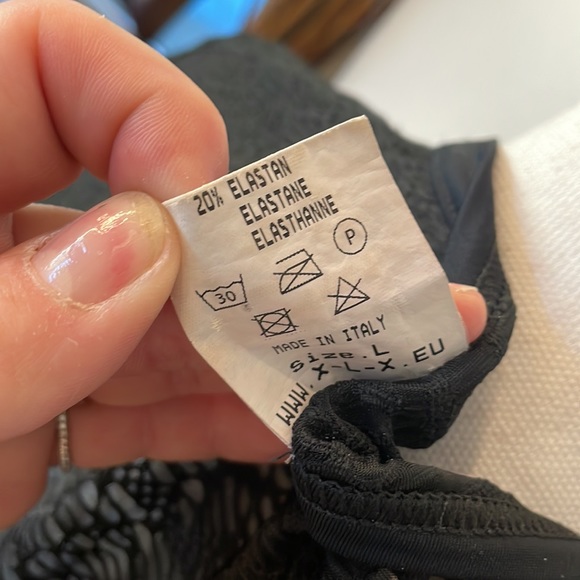 20% ELASTAN
ELASTANE
ELASTHANNE
P
30
MADE IN ITALY
Size.L
WWW.X-L-X.EU